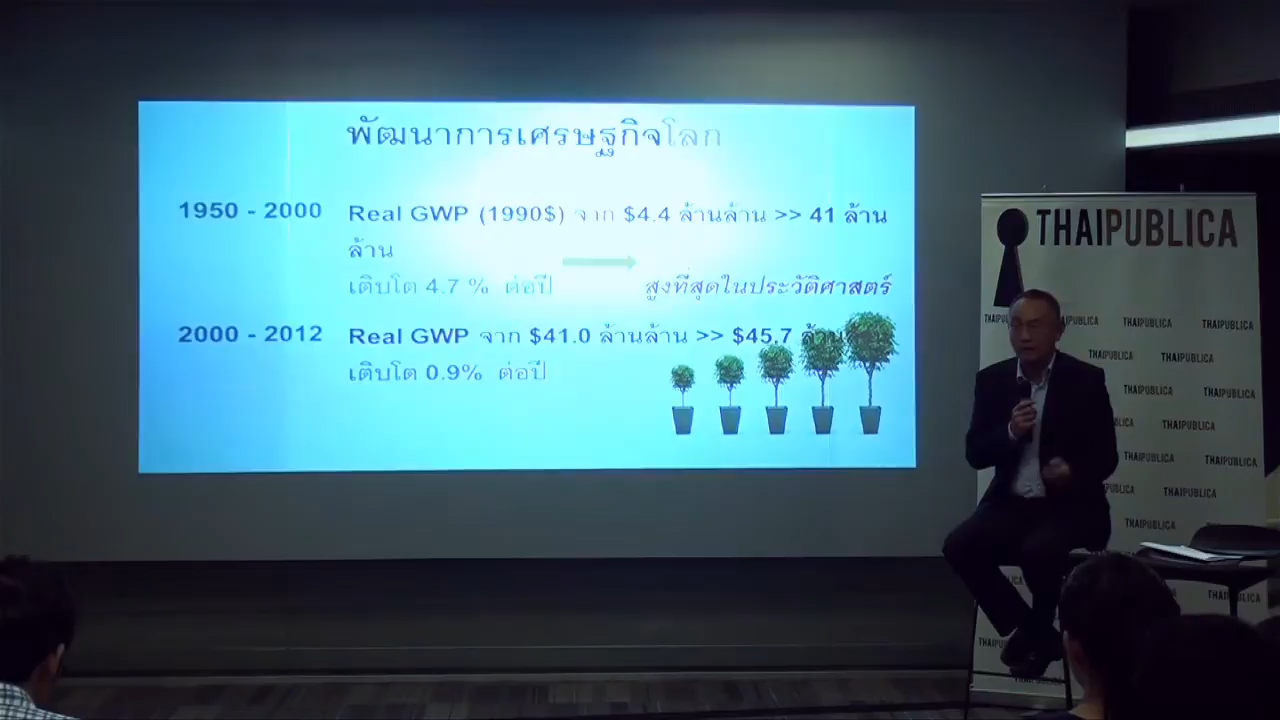 พัฒนาการเศรษฐกิจโลก
1950 - 2000
Real GWP (1990$) จาก $4.4 ล้านล้าน >> 41 ล้าน
ล้าน
เติบโต 4.7 % ต่อปี
สูงที่สุดในประวัติศาสตร์
2000 - 2012
Real GWP จาก $41.0 ล้านล้าน >> $45.7 ล้าน
เติบโต 0.9% ต่อปี
THAIPUBLICA
THAIPUBLICA THAIPUBLICA
THAIPUBLICA THAIPUBLICA
THAIPUBLICA THAIPUBLICA
THAIPUBLICA
THAIPUBLICA THAIPUBLICA
THAIPUBLICA
THAIPUBLICA